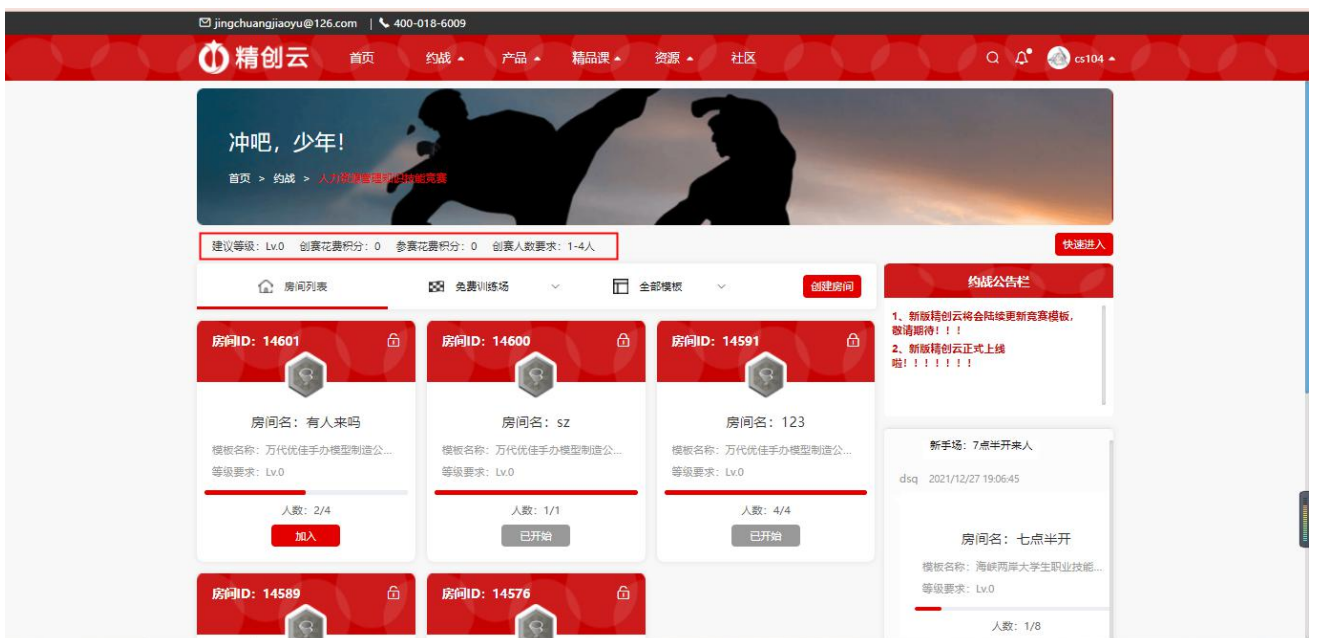 jingchuangjiaoyu@126.com | 400-018-6009
精创云 首页 约战 产品 精品课 资源 社区 cs104
冲吧，少年！
首页 > 约战 > 人力资源管理知识技能竞赛
建议等级：Lv.0 创赛花费积分：0 参赛花费积分：0 创赛人数要求：1-4人
快速进入
房间列表 免费训练场 全部模板 创建房间
房间ID：14601
房间名：有人来吗
模板名称：万代优佳手办模型制造公...
等级要求：Lv.0
人数：2/4
加入
房间ID：14600
房间名：sz
模板名称：万代优佳手办模型制造公...
等级要求：Lv.0
人数：1/1
已开始
房间ID：14591
房间名：123
模板名称：万代优佳手办模型制造公...
等级要求：Lv.0
人数：4/4
已开始
房间ID：14589
房间ID：14576
约战公告栏
1、新版精创云将会陆续更新竞赛模板，
敬请期待！！！
2、新版精创云正式上线
啦！！！！！！！
新手场：7点半开来人
dsq 2021/12/27 19:06:45
房间名：七点半开
模板名称：海峡两岸大学生职业技能...
等级要求：Lv.0
人数：1/8